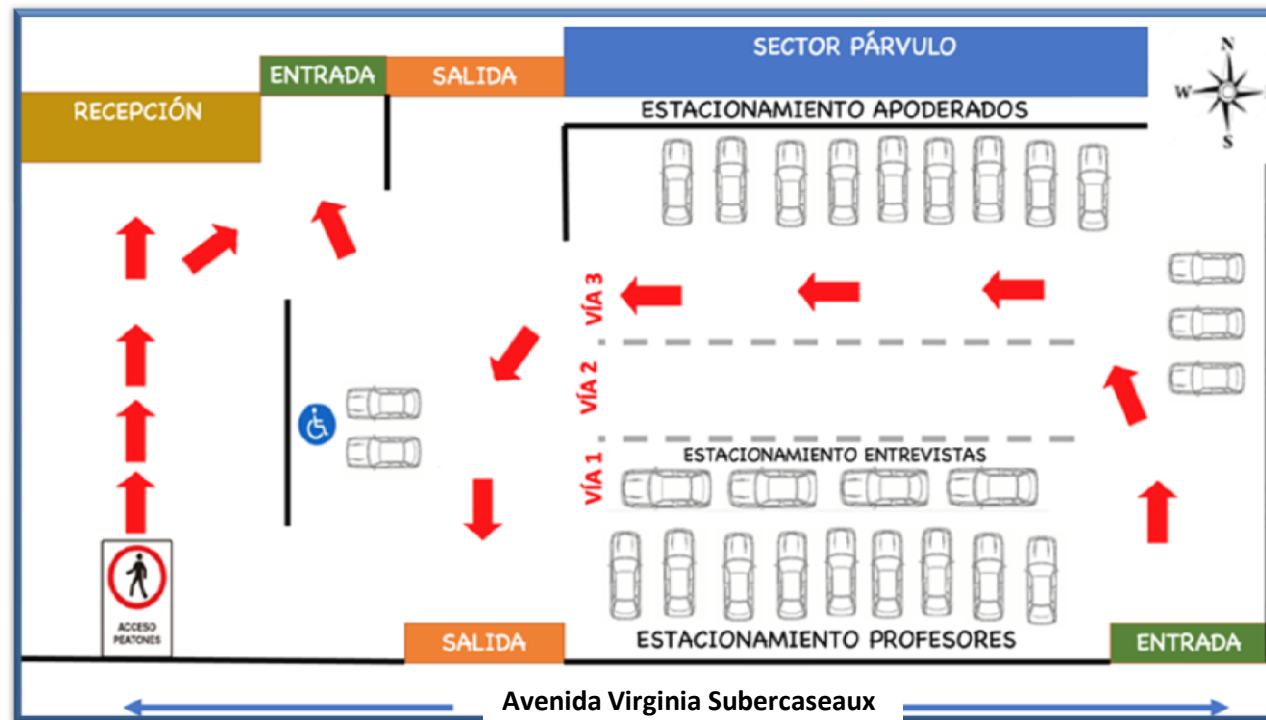 SECTOR PÁRVULO
N
ENTRADA
SALIDA
W
S
RECEPCIÓN
ESTACIONAMIENTO APODERADOS
VÍA 3
VÍA 2
VÍA 1
ESTACIONAMIENTO ENTREVISTAS
ACCESO
PEATONES
SALIDA
ESTACIONAMIENTO PROFESORES
ENTRADA
Avenida Virginia Subercaseaux